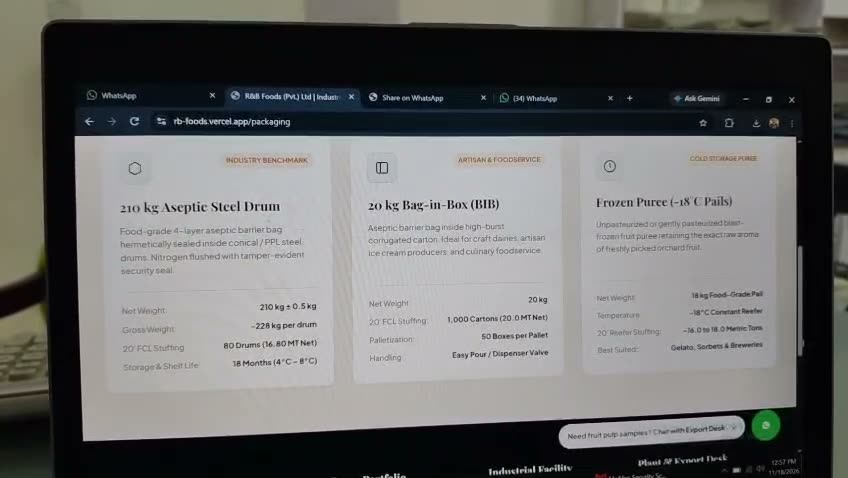 WhatsApp
R&B Foods (Pvt.) Ltd | Industr
Share on WhatsApp
(34) WhatsApp
Ask Gemini
rb-foods.vercel.app/packaging
INDUSTRY BENCHMARK
210 kg Aseptic Steel Drum
Food-grade 4-layer aseptic barrier bag
hermetically sealed inside conical / PPL steel
drums. Nitrogen flushed with tamper-evident
security seal.
Net Weight: 210 kg ± 0.5 kg
Gross Weight: ~228 kg per drum
20' FCL Stuffing: 80 Drums (16.80 MT Net)
Storage & Shelf Life: 18 Months (4°C – 8°C)
ARTISAN & FOODSERVICE
20 kg Bag-in-Box (BIB)
Aseptic barrier bag inside high-burst
corrugated carton. Ideal for craft dairies, artisan
ice cream producers, and culinary foodservice.
Net Weight: 20 kg
20' FCL Stuffing: 1,000 Cartons (20.0 MT Net)
Palletization: 50 Boxes per Pallet
Handling: Easy Pour / Dispenser Valve
COLD STORAGE PUREE
Frozen Puree (-18°C Pails)
Unpasteurized or gently pasteurized blast-
frozen fruit puree retaining the exact raw aroma
of freshly picked orchard fruit.
Net Weight: 18 kg Food-Grade Pail
Temperature: -18°C Constant Reefer
20' Reefer Stuffing: ~16.0 to 18.0 Metric Tons
Best Suited: Gelato, Sorbets & Breweries
Need fruit pulp samples? Chat with Export Desk
Portfolio
Industrial Facility
Plant & Export Desk
12:57 PM
11/18/2026